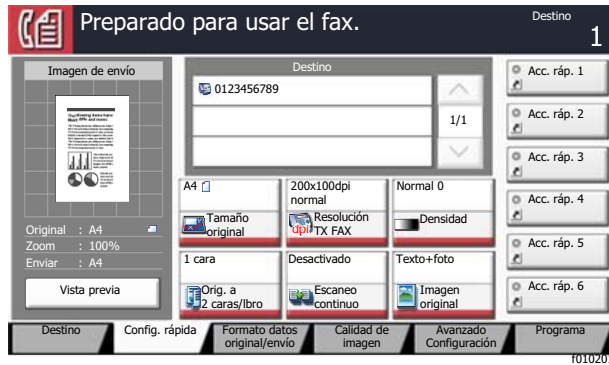 Preparado para usar el fax.
Destino
1
Imagen de envío
Original : A4
Zoom : 100%
Enviar : A4
Vista previa
Destino
0123456789
1/1
A4
Tamaño
original
200x100dpi
normal
dpi
Resolución
TX FAX
Normal 0
Densidad
1 cara
Orig. a
2 caras/lbro
Desactivado
Escaneo
continuo
Texto+foto
Imagen
original
Acc. ráp. 1
Acc. ráp. 2
Acc. ráp. 3
Acc. ráp. 4
Acc. ráp. 5
Acc. ráp. 6
Destino
Config. rápida
Formato datos
original/envío
Calidad de
imagen
Avanzado
Configuración
Programa
f010201